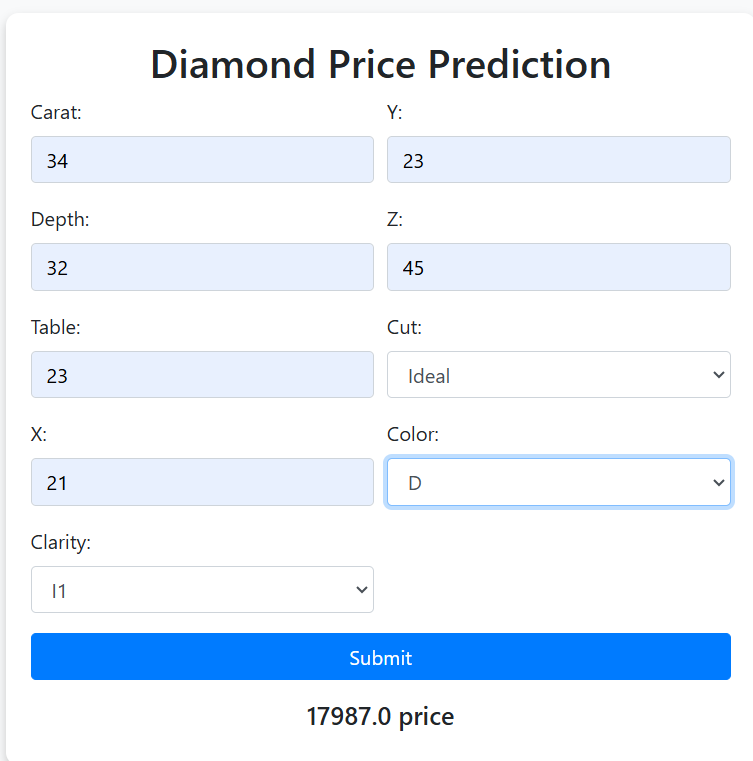 Diamond Price Prediction
Carat:
Y:
34
23
Depth:
Z:
32
45
Table:
Cut:
23
Ideal
X:
Color:
21
D
Clarity:
I1
Submit
17987.0 price